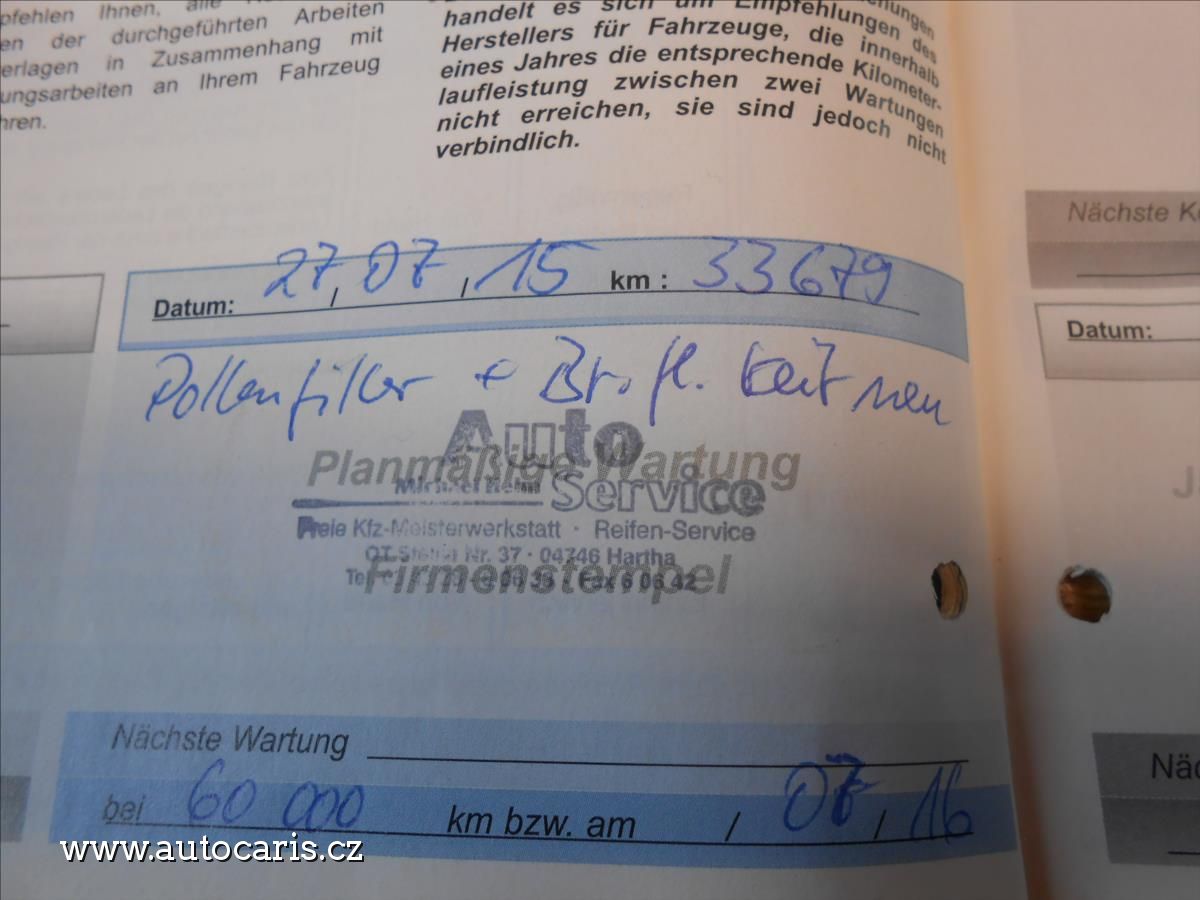 pfehlen Ihnen, alle
en der durchgeführten Arbeiten
erlagen in Zusammenhang mit
ungsarbeiten an Ihrem Fahrzeug
hren.
handelt es sich um Empfehlungen des
Herstellers für Fahrzeuge, die innerhalb
eines Jahres die entsprechende Kilometer-
laufleistung zwischen zwei Wartungen
nicht erreichen, sie sind jedoch nicht
verbindlich.
Datum: 27 / 07 / 15 km : 33679
Pollenfilter + Br.fl. keit neu
Auto
Planmäßige Wartung
Service
Freie Kfz-Meisterwerkstatt · Reifen-Service
Nr. 37 · 04746 Hartha
Firmenstempel
Fax 6 06 42
Nächste Wartung
bei 60 000 km bzw. am / 07 / 16
Nächste
Datum:
www.autocaris.cz